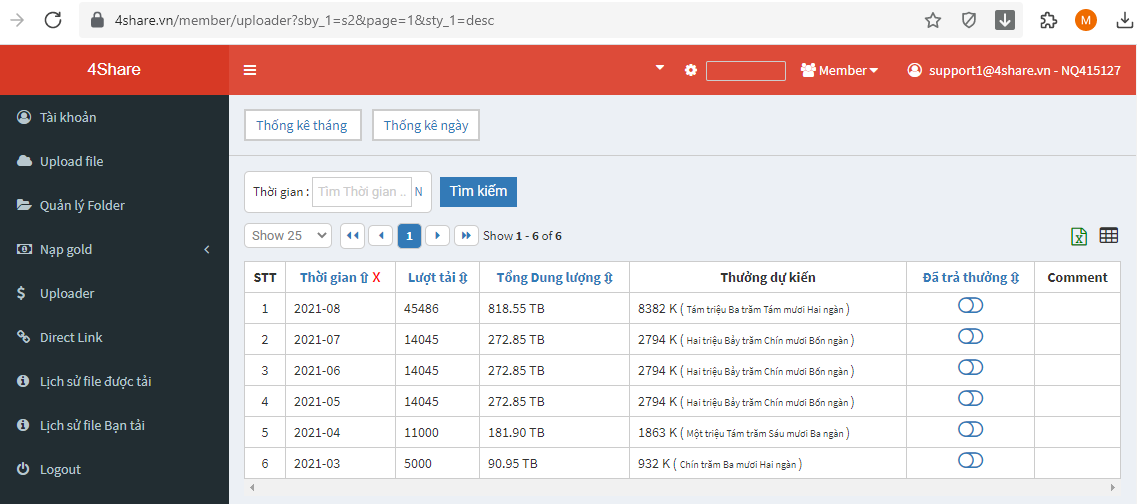 4share.vn/member/uploader?sby_1=s2&page=1&sty_1=desc
M
4Share
Member
support1@4share.vn - NQ415127
Tài khoản
Upload file
Quản lý Folder
Nạp gold
Uploader
Direct Link
Lịch sử file được tải
Lịch sử file Bạn tải
Logout
Thống kê tháng Thống kê ngày
Thời gian : Tìm Thời gian .. N Tìm kiếm
Show 25 1 Show 1 - 6 of 6
STT Thời gian ⇧ X Lượt tải ⇕ Tổng Dung lượng ⇕ Thưởng dự kiến Đã trả thưởng ⇕ Comment
1 2021-08 45486 818.55 TB 8382 K ( Tám triệu Ba trăm Tám mươi Hai ngàn )
2 2021-07 14045 272.85 TB 2794 K ( Hai triệu Bảy trăm Chín mươi Bốn ngàn )
3 2021-06 14045 272.85 TB 2794 K ( Hai triệu Bảy trăm Chín mươi Bốn ngàn )
4 2021-05 14045 272.85 TB 2794 K ( Hai triệu Bảy trăm Chín mươi Bốn ngàn )
5 2021-04 11000 181.90 TB 1863 K ( Một triệu Tám trăm Sáu mươi Ba ngàn )
6 2021-03 5000 90.95 TB 932 K ( Chín trăm Ba mươi Hai ngàn )